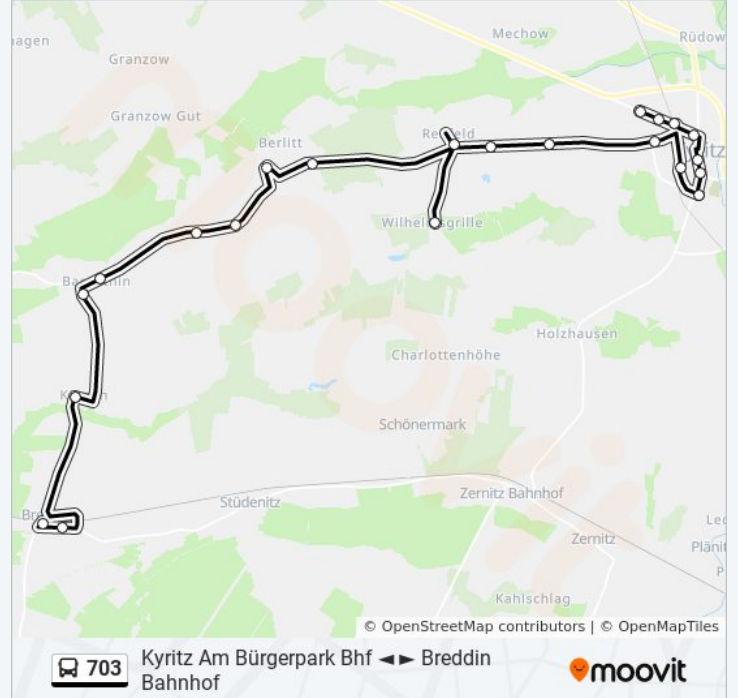 Mechow
Rüdow
Granzow
Granzow Gut
Berlitt
Wilhelmsgrille
Holzhausen
Charlottenhöhe
Schönermark
Stüdenitz
Zernitz Bahnhof
Zernitz
Kahlschlag
© OpenStreetMap contributors | © OpenMapTiles
703
Kyritz Am Bürgerpark Bhf ◄ ► Breddin
Bahnhof
moovit